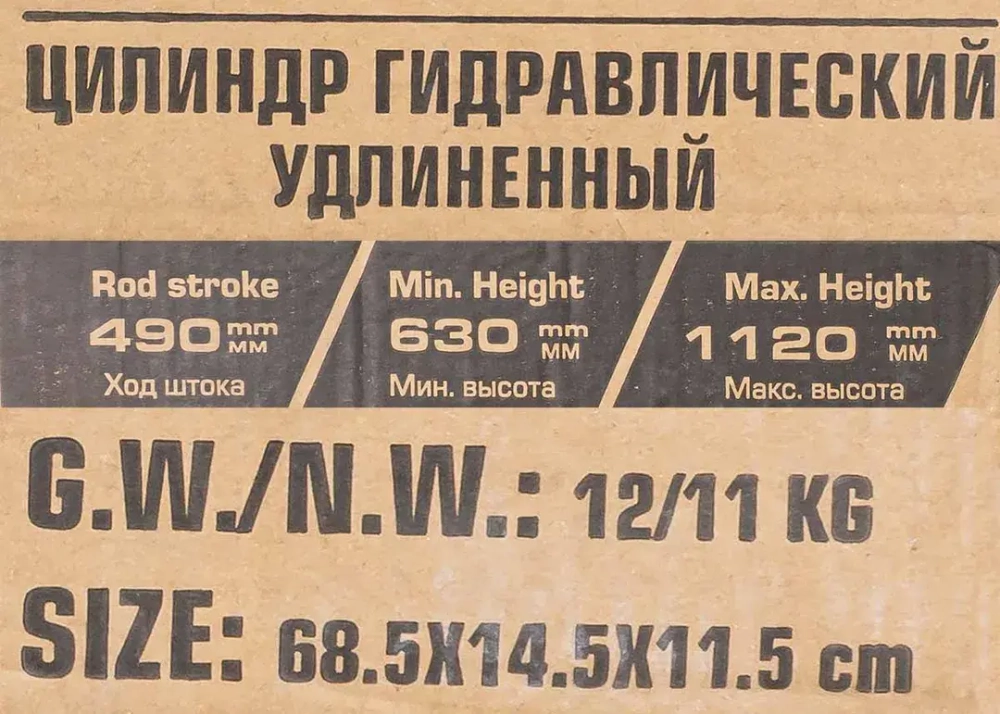 ЦИЛИНДР ГИДРАВЛИЧЕСКИЙ
УДЛИНЕННЫЙ
Rod stroke
490 mm
мм
Ход штока
Min. Height
630 mm
мм
Мин. высота
Max. Height
1120 mm
мм
Макс. высота
G.W./N.W.: 12/11 KG
SIZE: 68.5X14.5X11.5 cm